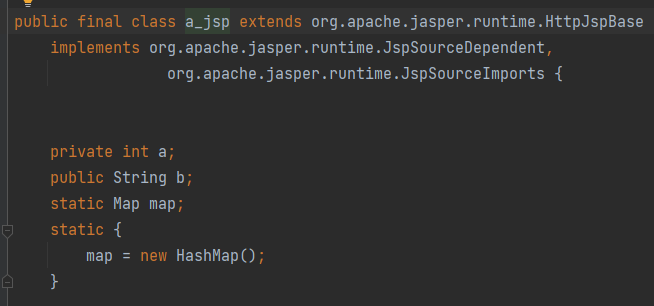 public final class a_jsp extends org.apache.jasper.runtime.HttpJspBase
implements org.apache.jasper.runtime.JspSourceDependent,
org.apache.jasper.runtime.JspSourceImports {
private int a;
public String b;
static Map map;
static {
map = new HashMap();
}